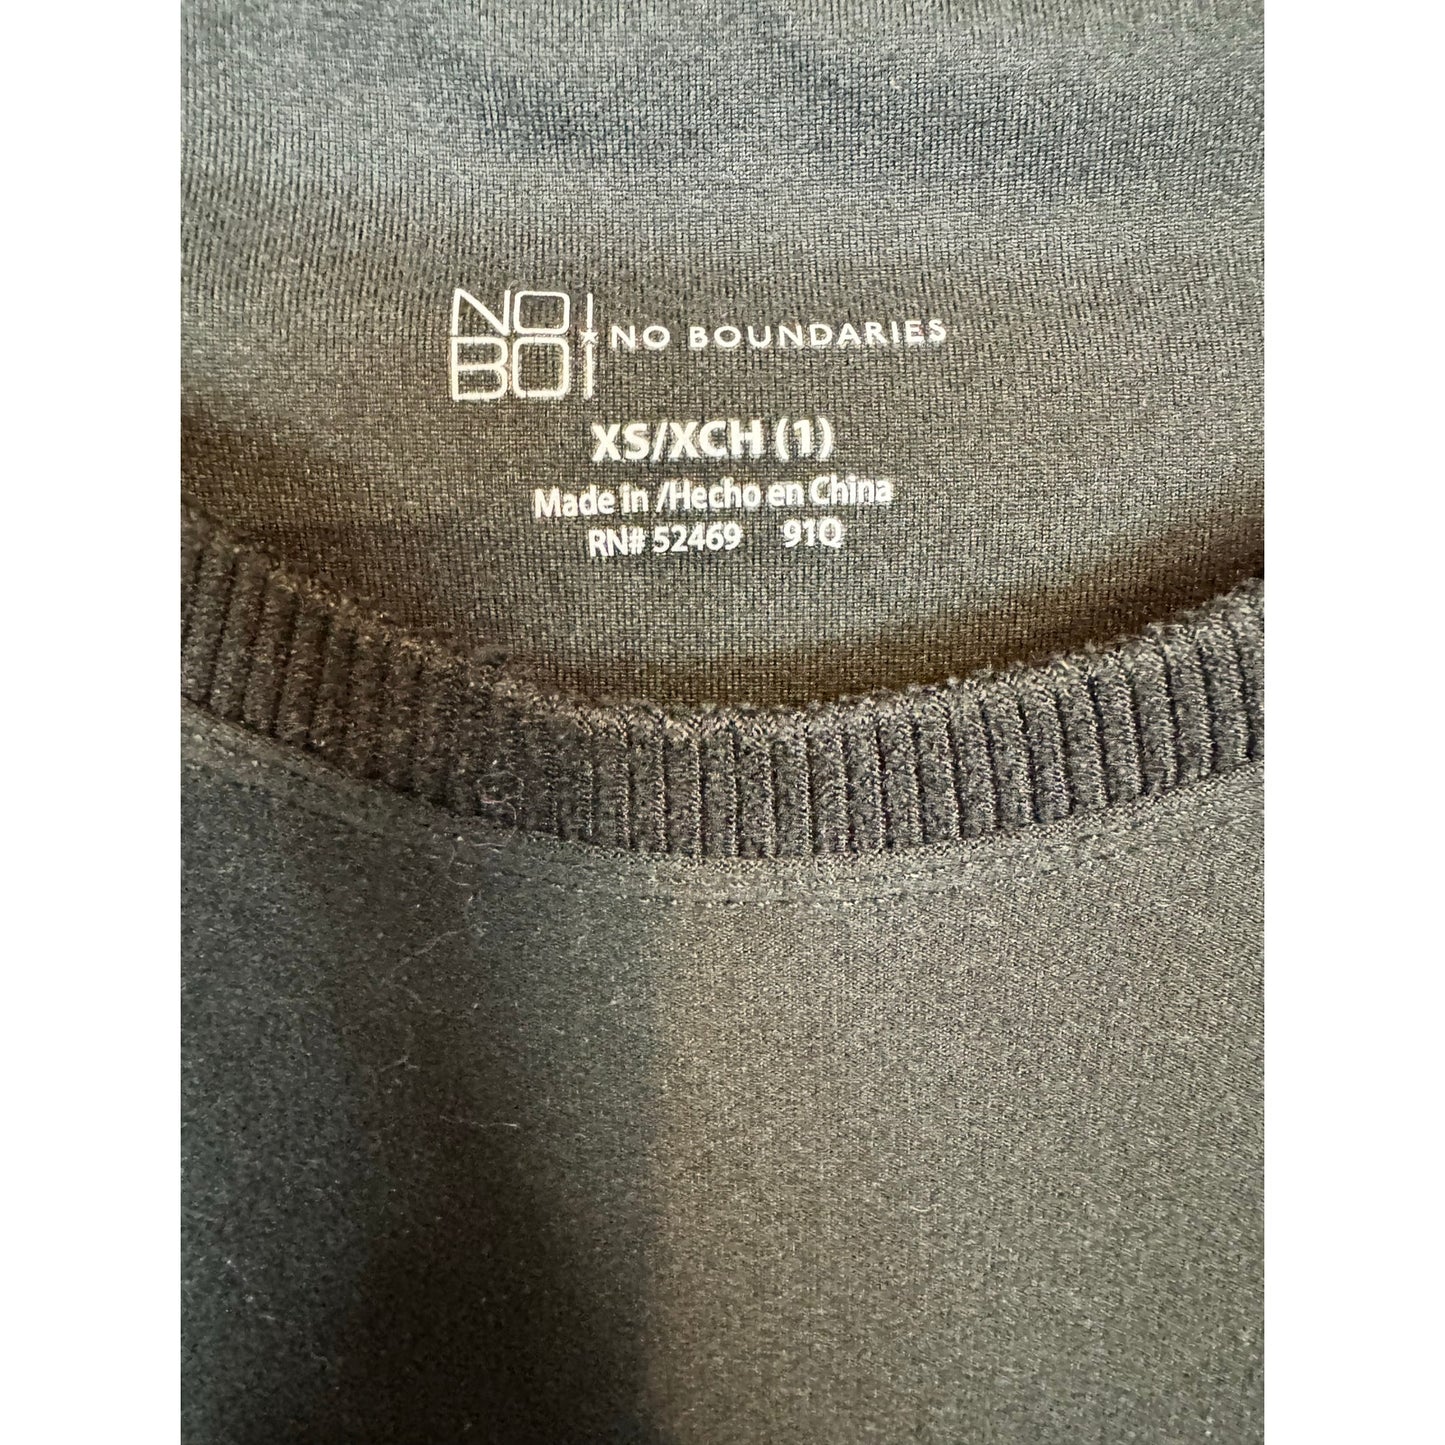 NO
BO
NO BOUNDARIES
XS/XCH (1)
Made in /Hecho en China
RN# 52469 91Q